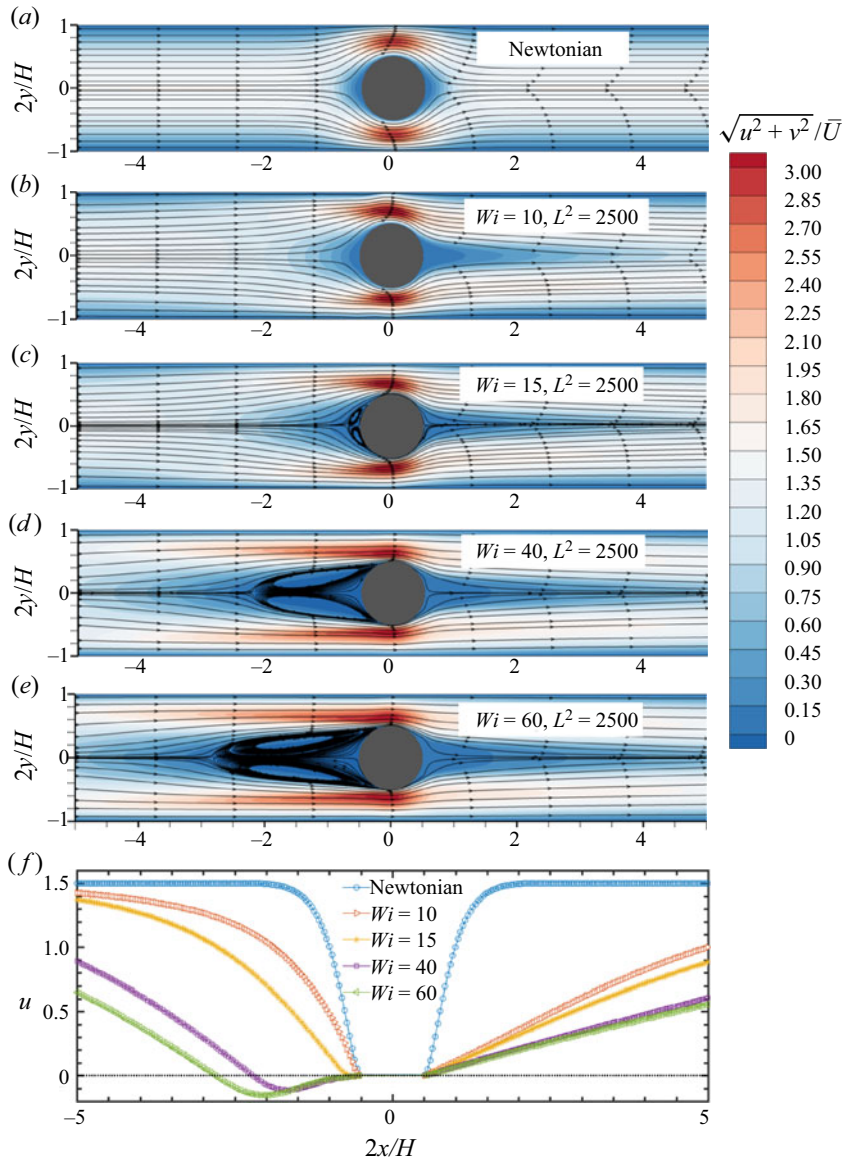 (a)
1
2y/H
0
–1
Newtonian
–4
–2
0
2
4
(b)
1
2y/H
0
–1
Wi = 10, L² = 2500
–4
–2
0
2
4
(c)
1
2y/H
0
–1
Wi = 15, L² = 2500
–4
–2
0
2
4
(d)
1
2y/H
0
–1
Wi = 40, L² = 2500
–4
–2
0
2
4
(e)
1
2y/H
0
–1
Wi = 60, L² = 2500
–4
–2
0
2
4
√u² + v²/Ū
3.00
2.85
2.70
2.55
2.40
2.25
2.10
1.95
1.80
1.65
1.50
1.35
1.20
1.05
0.90
0.75
0.60
0.45
0.30
0.15
0
(f)
1.5
1.0
u
0.5
0
Newtonian
Wi = 10
Wi = 15
Wi = 40
Wi = 60
–5
0
5
2x/H